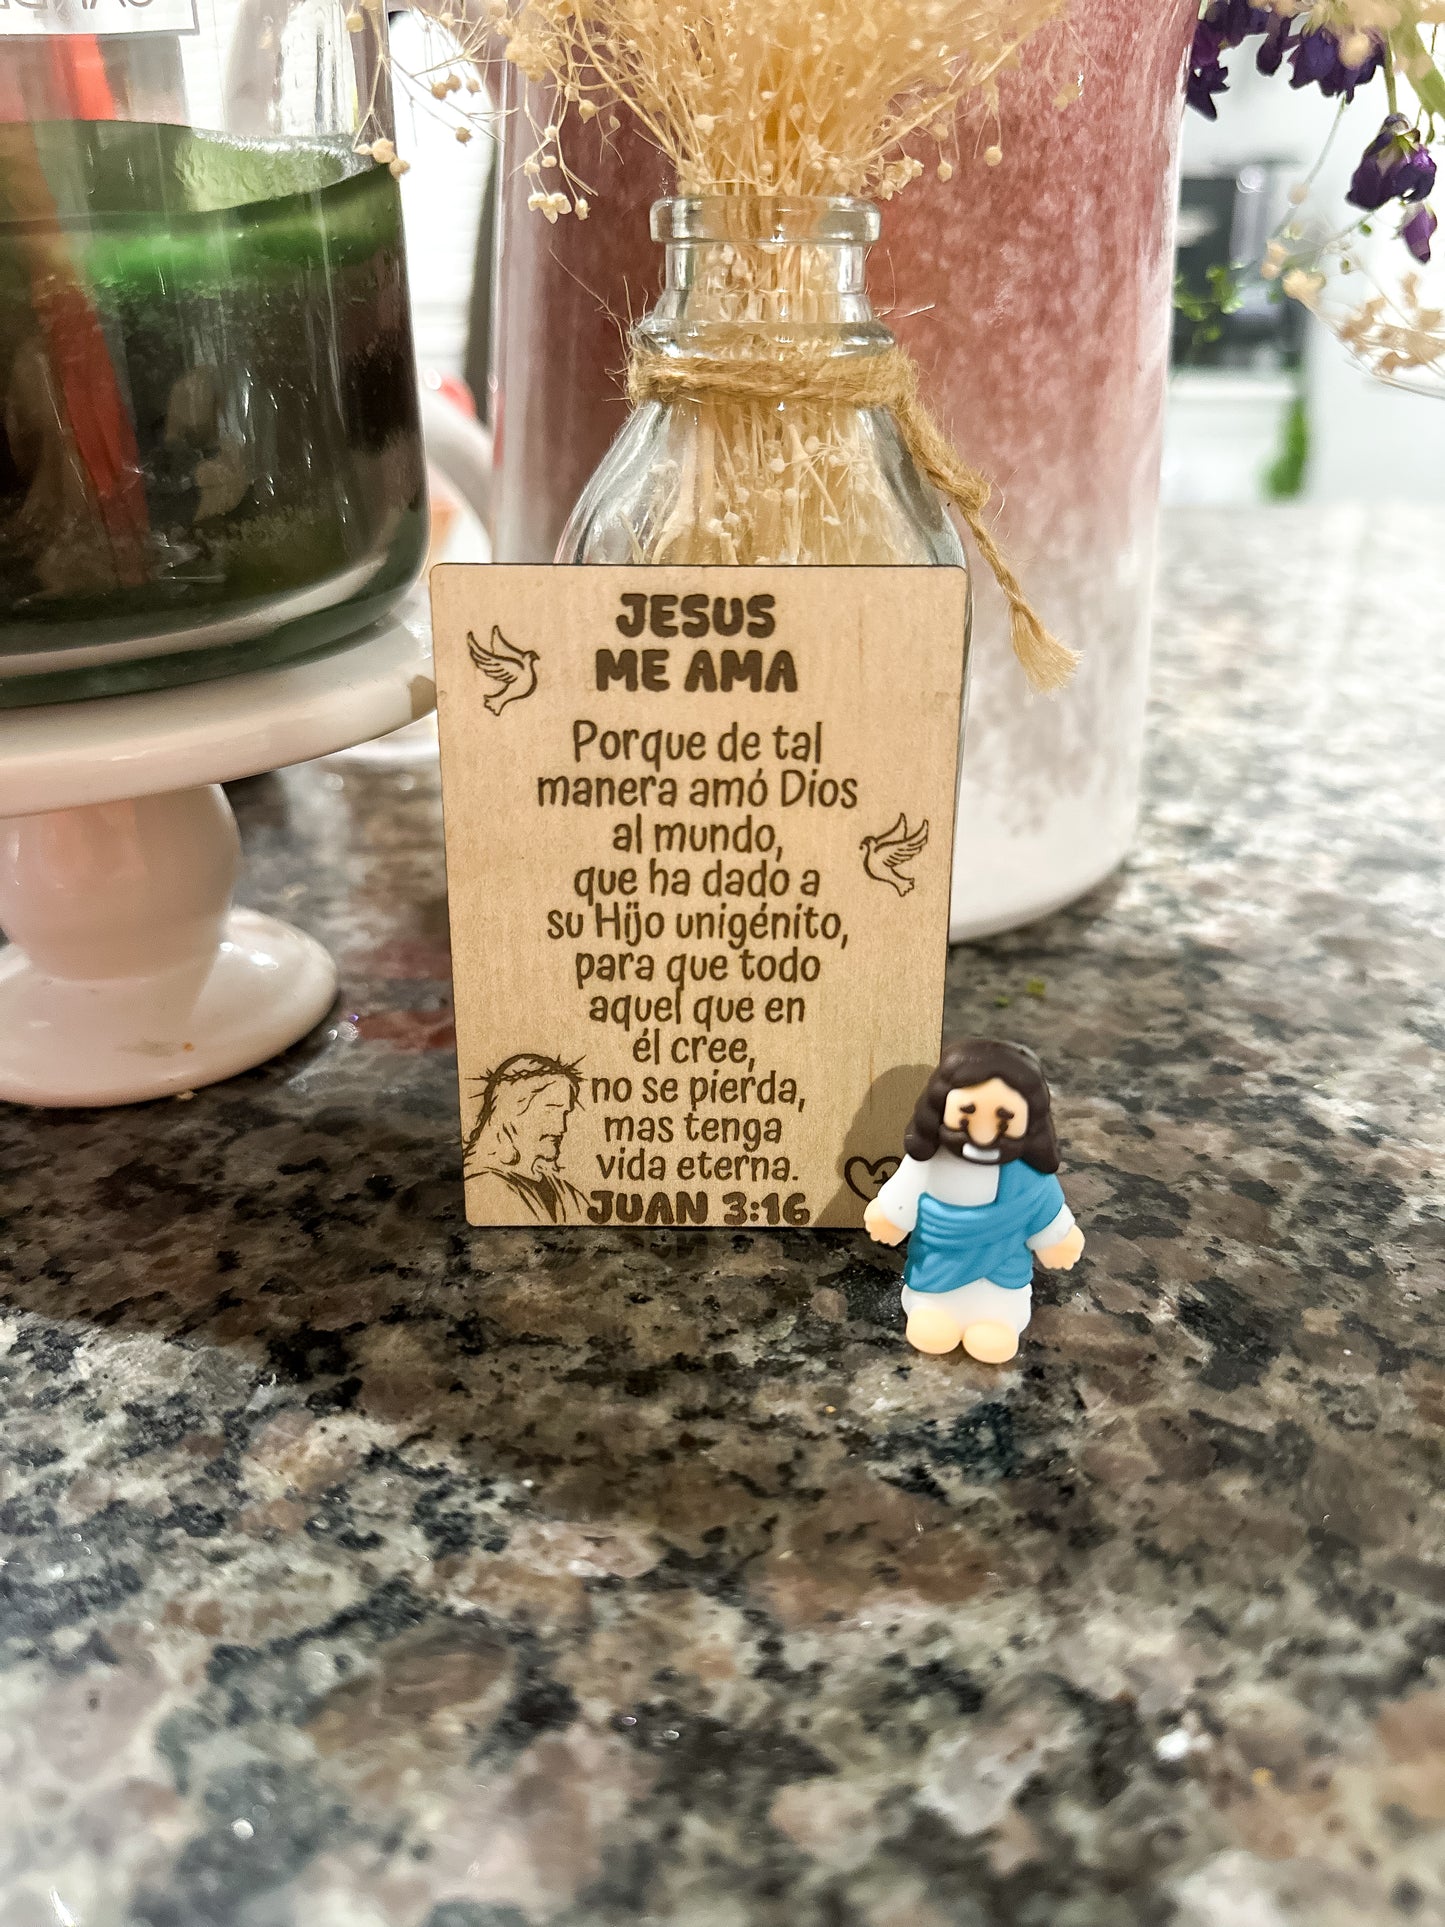 JESUS
ME AMA
Porque de tal
manera amó Dios
al mundo,
que ha dado a
su Hijo unigénito,
para que todo
aquel que en
él cree,
no se pierda,
mas tenga
vida eterna.
JUAN 3:16